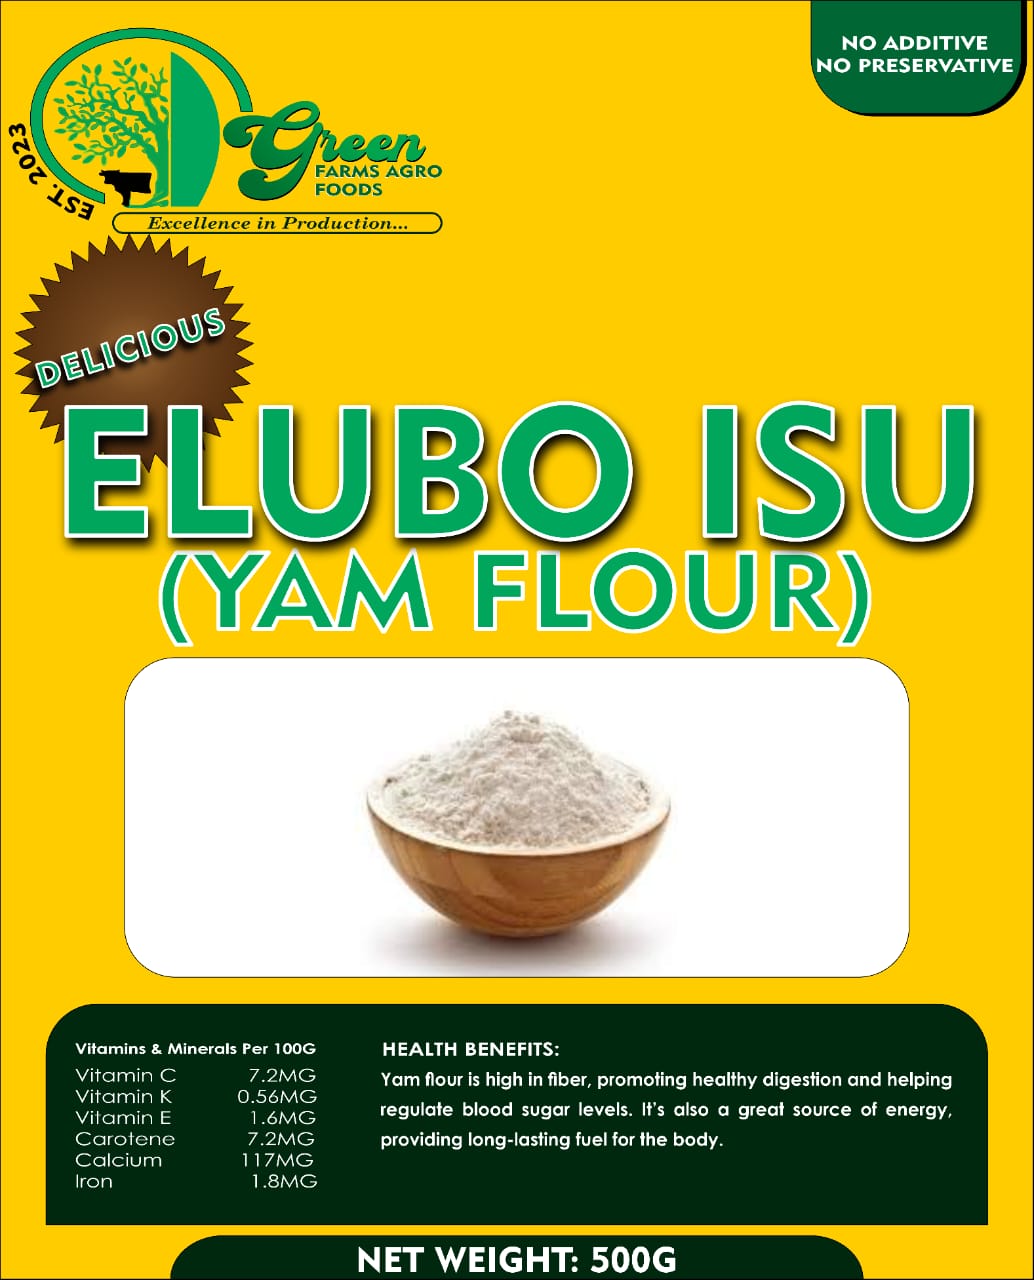 NO ADDITIVE
NO PRESERVATIVE
EST. 2023
Green
FARMS AGRO
FOODS
Excellence in Production...
DELICIOUS
ELUBO ISU
(YAM FLOUR)
Vitamins & Minerals Per 100G
Vitamin C 7.2MG
Vitamin K 0.56MG
Vitamin E 1.6MG
Carotene 7.2MG
Calcium 117MG
Iron 1.8MG
HEALTH BENEFITS:
Yam flour is high in fiber, promoting healthy digestion and helping
regulate blood sugar levels. It's also a great source of energy,
providing long-lasting fuel for the body.
NET WEIGHT: 500G